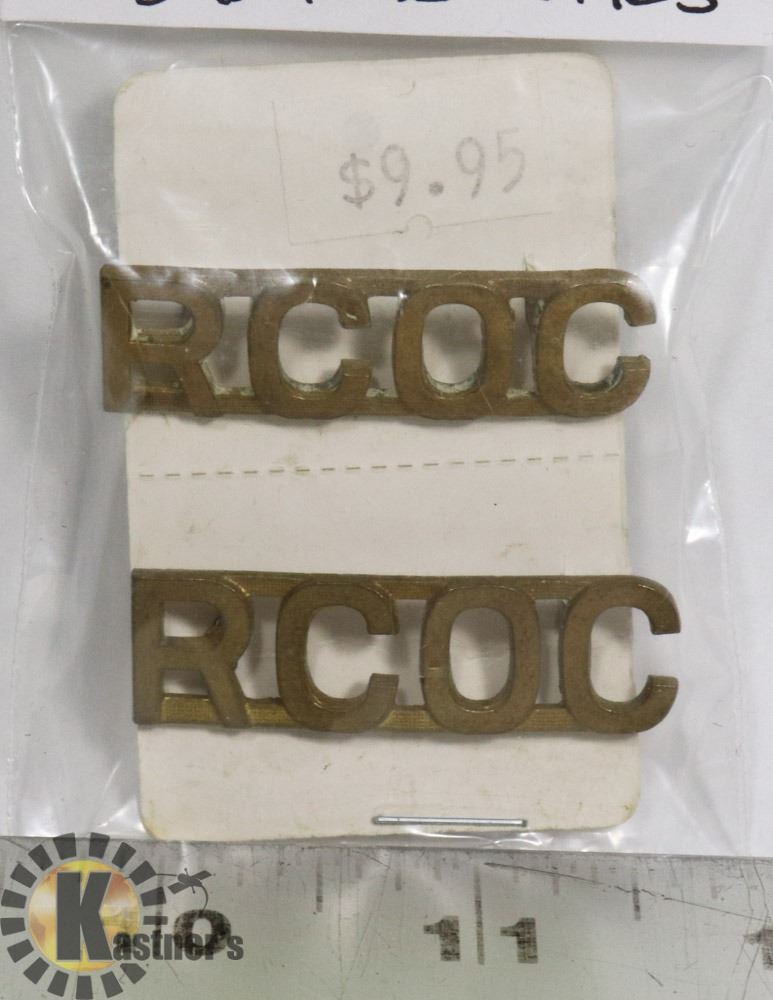 $9.95
RCOC
RCOC
Kastner's
11